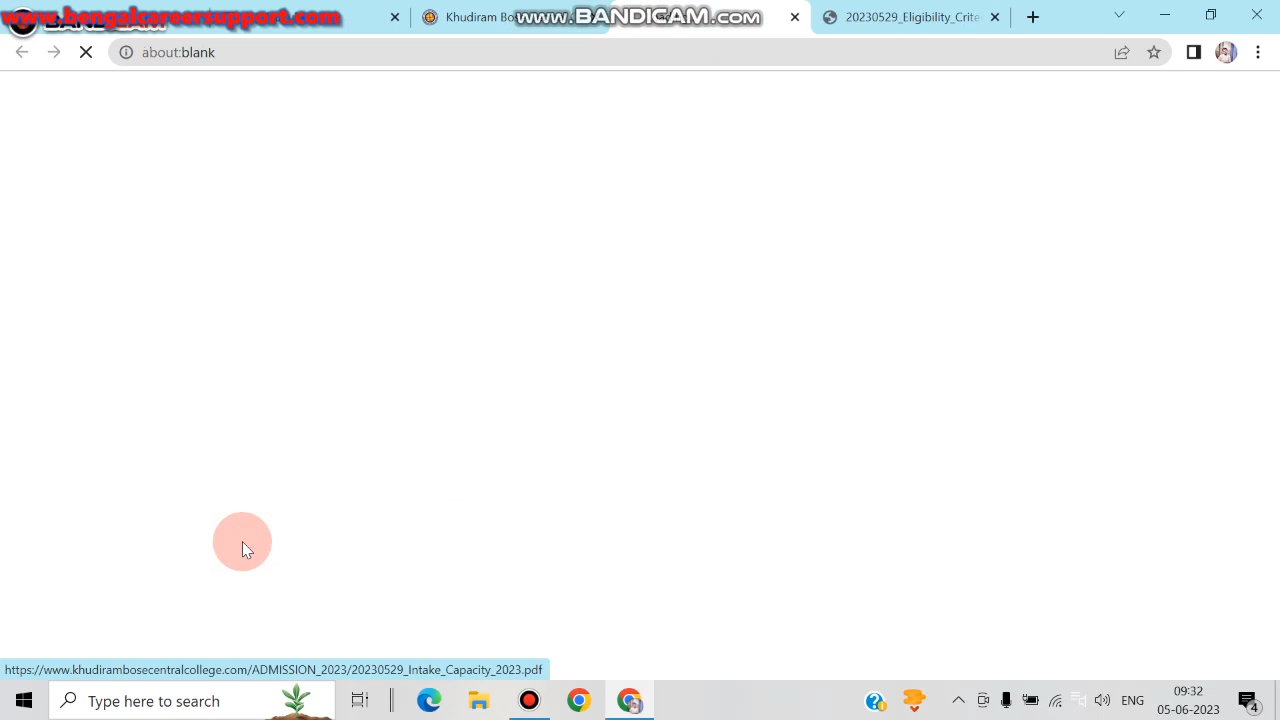 www.bengalcareersupport.com
Khudiram Bo
www.BANDICAM.com
20230529_Eligibility_Crite
about:blank
https://www.khudirambosecentralcollege.com/ADMISSION_2023/20230529_Intake_Capacity_2023.pdf
Type here to search
ENG
09:32
05-06-2023
4